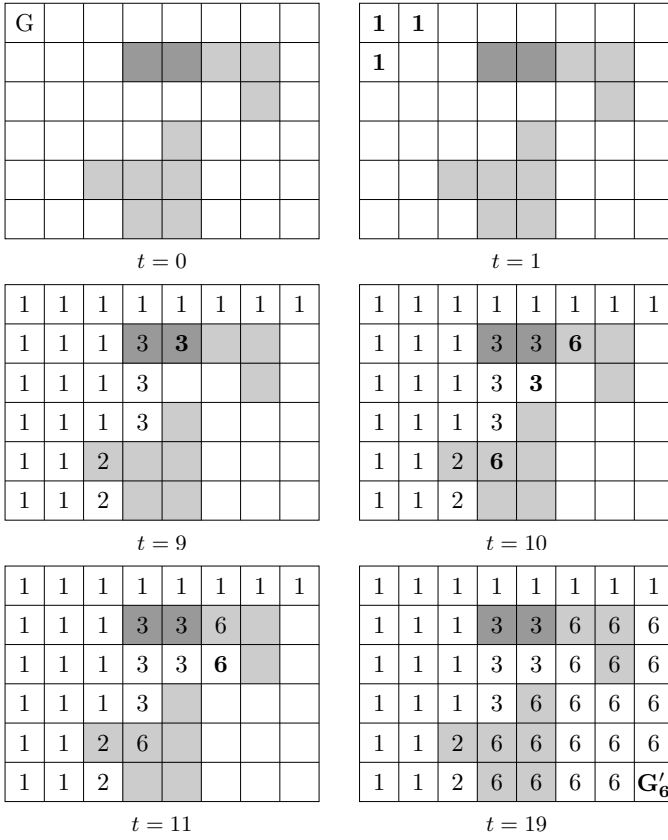 G
1 1
1
t = 0 t = 1
1 1 1 1 1 1 1 1 1 1 1 1 1 1 1 1
1 1 1 3 3 1 1 1 3 3 6
1 1 1 3 1 1 1 3 3
1 1 1 3 1 1 1 3
1 1 2 1 1 2 6
1 1 2 1 1 2
t = 9 t = 10
1 1 1 1 1 1 1 1 1 1 1 1 1 1 1 1
1 1 1 3 3 6 1 1 1 3 3 6 6 6
1 1 1 3 3 6 1 1 1 3 3 6 6 6
1 1 1 3 1 1 1 3 6 6 6 6
1 1 2 6 1 1 2 6 6 6 6 6
1 1 2 1 1 2 6 6 6 6 G′6
t = 11 t = 19